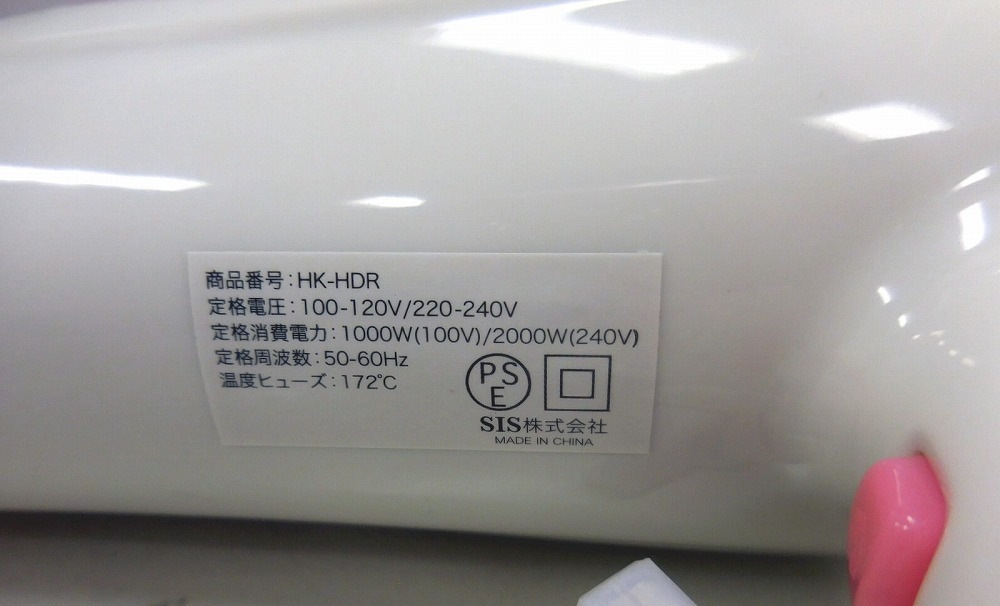 商品番号:HK-HDR
定格電圧:100-120V/220-240V
定格消費電力:1000W(100V)/2000W(240V)
定格周波数:50-60Hz
温度ヒューズ:172℃
PSE
SIS株式会社
MADE IN CHINA